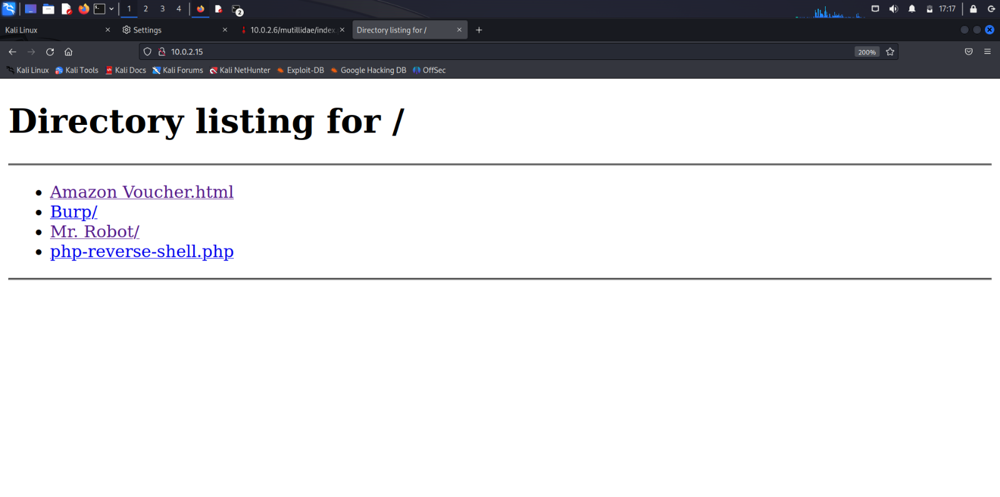 1 2 3 4 2 17:17
Kali Linux Settings 10.0.2.6/mutillidae/index. Directory listing for /
10.0.2.15 200%
Kali Linux Kali Tools Kali Docs Kali Forums Kali NetHunter Exploit-DB Google Hacking DB OffSec
Directory listing for /
Amazon Voucher.html
Burp/
Mr. Robot/
php-reverse-shell.php